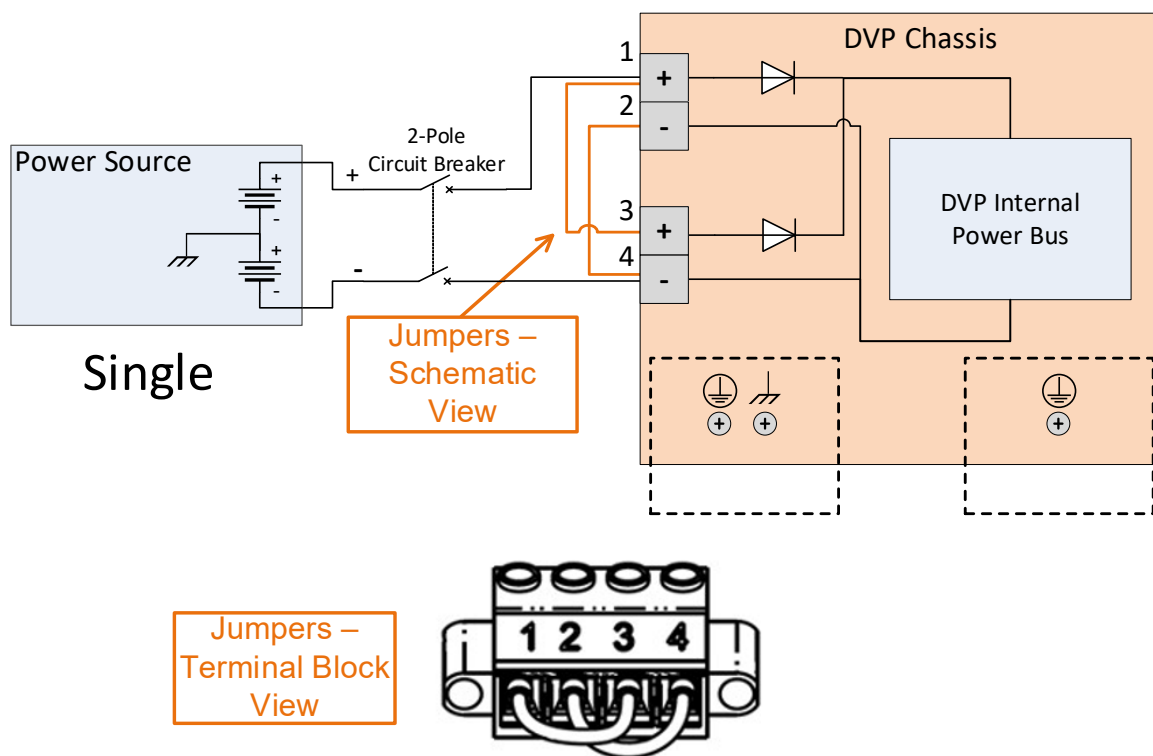 DVP Chassis
1
+
2
-
2-Pole
Circuit Breaker
Power Source
+
+
-
+
-
-
3
+
4
-
DVP Internal
Power Bus
Jumpers –
Schematic
View
Single
+
+
+
Jumpers –
Terminal Block
View
1 2 3 4